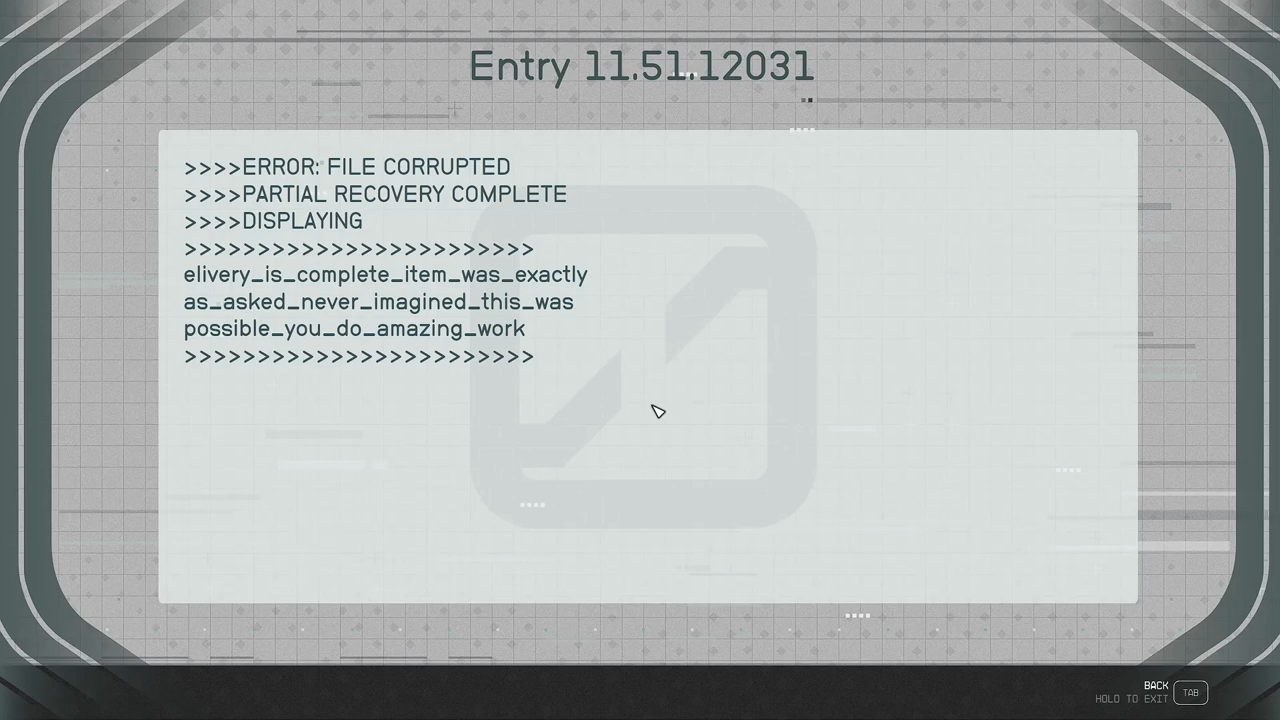 Entry 11.51.12031
>>>>ERROR: FILE CORRUPTED
>>>>PARTIAL RECOVERY COMPLETE
>>>>DISPLAYING
>>>>>>>>>>>>>>>>>>>>>>>>
elivery_is_complete_item_was_exactly
as_asked_never_imagined_this_was
possible_you_do_amazing_work
>>>>>>>>>>>>>>>>>>>>>>>>
BACK
HOLD TO EXIT TAB